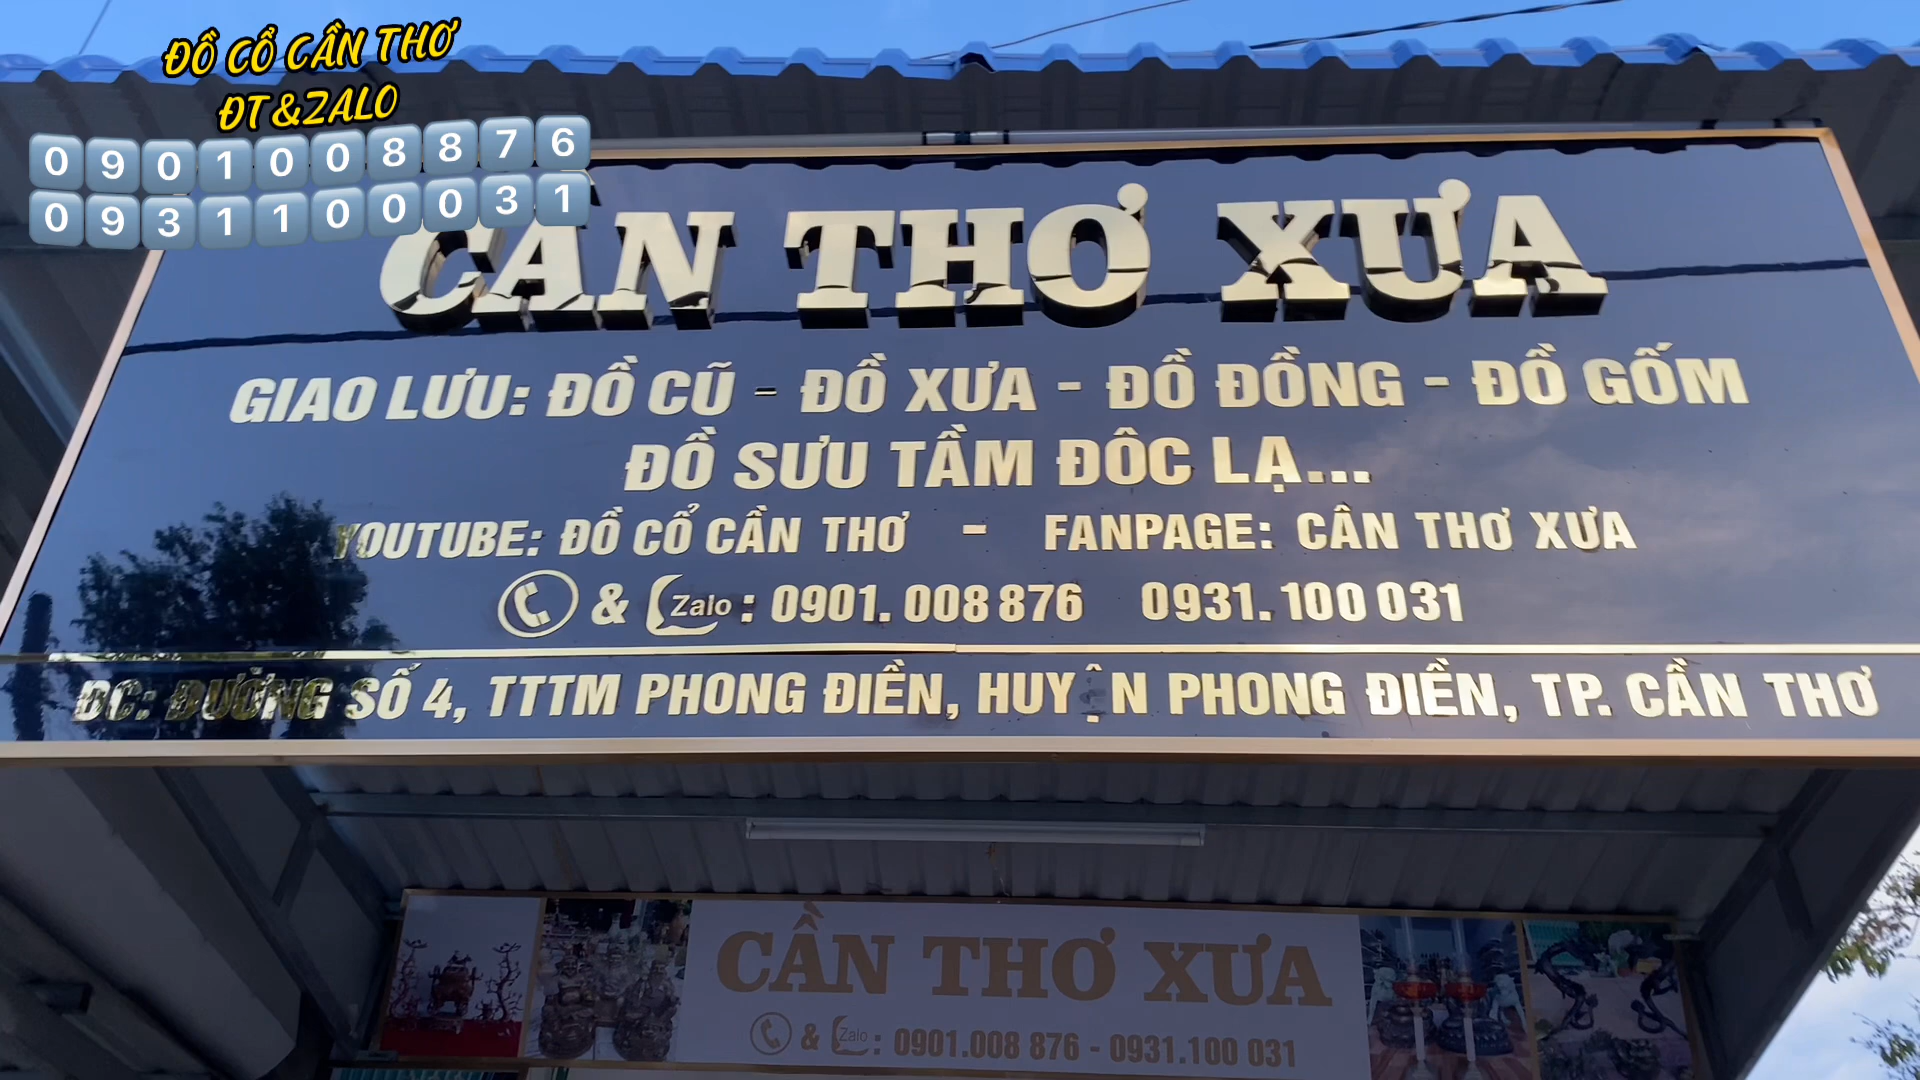 ĐỒ CỔ CẦN THƠ
ĐT &ZALO
0901008876
0931100031
CẦN THƠ XƯA
GIAO LƯU: ĐỒ CŨ - ĐỒ XƯA - ĐỒ ĐỒNG - ĐỒ GỐM
ĐỒ SƯU TẦM ĐÔC LẠ...
YOUTUBE: ĐỒ CỔ CẦN THƠ - FANPAGE: CÂN THƠ XƯA
& Zalo : 0901. 008 876 0931. 100 031
ĐC: ĐƯỜNG SỐ 4, TTTM PHONG ĐIỀN, HUYỆN PHONG ĐIỀN, TP. CẦN THƠ
CẦN THƠ XƯA
& Zalo : 0901.008 876 - 0931.100 031